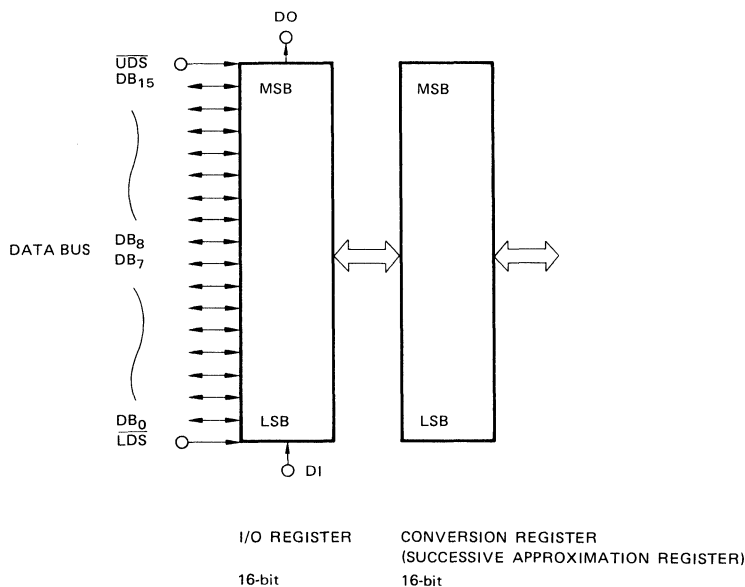 DO
UDS
DB15
MSB
MSB
DATA BUS
DB8
DB7
DB0
LSB
LSB
LDS
DI
I/O REGISTER
CONVERSION REGISTER
(SUCCESSIVE APPROXIMATION REGISTER)
16-bit
16-bit